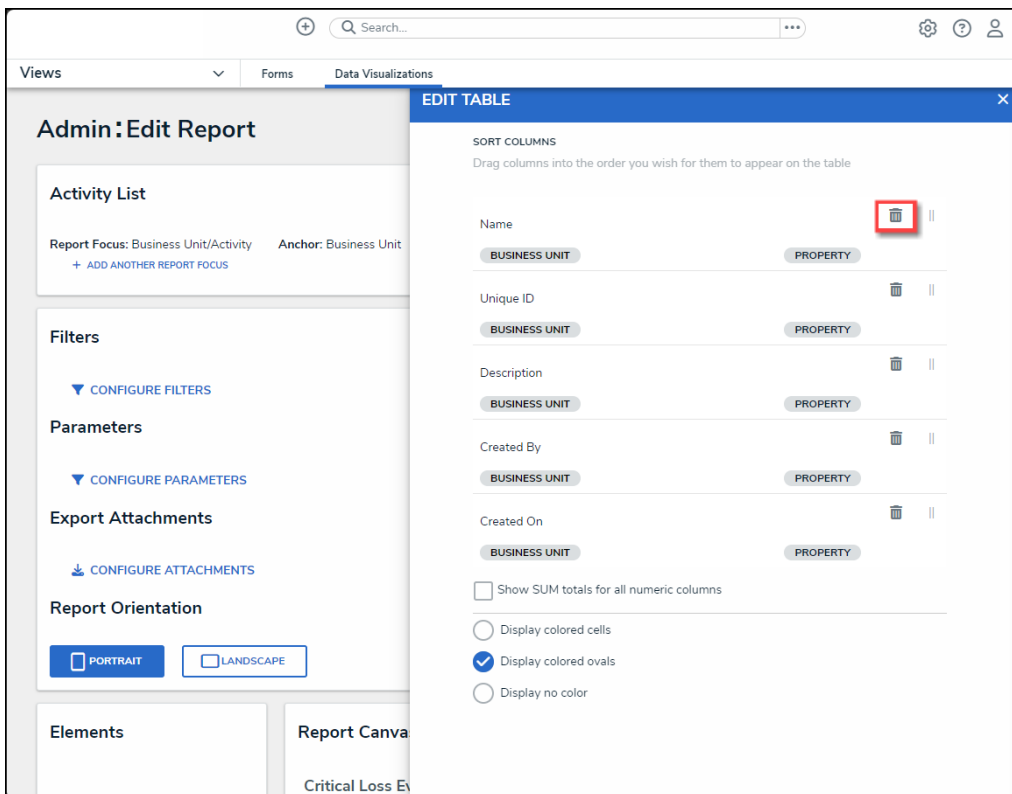 Search...
Views
Forms
Data Visualizations
EDIT TABLE
Admin:Edit Report
Activity List
Report Focus: Business Unit/Activity Anchor: Business Unit
+ ADD ANOTHER REPORT FOCUS
Filters
CONFIGURE FILTERS
Parameters
CONFIGURE PARAMETERS
Export Attachments
CONFIGURE ATTACHMENTS
Report Orientation
PORTRAIT
LANDSCAPE
Elements
Report Canva
Critical Loss Ev
SORT COLUMNS
Drag columns into the order you wish for them to appear on the table
Name
BUSINESS UNIT PROPERTY
Unique ID
BUSINESS UNIT PROPERTY
Description
BUSINESS UNIT PROPERTY
Created By
BUSINESS UNIT PROPERTY
Created On
BUSINESS UNIT PROPERTY
Show SUM totals for all numeric columns
Display colored cells
Display colored ovals
Display no color